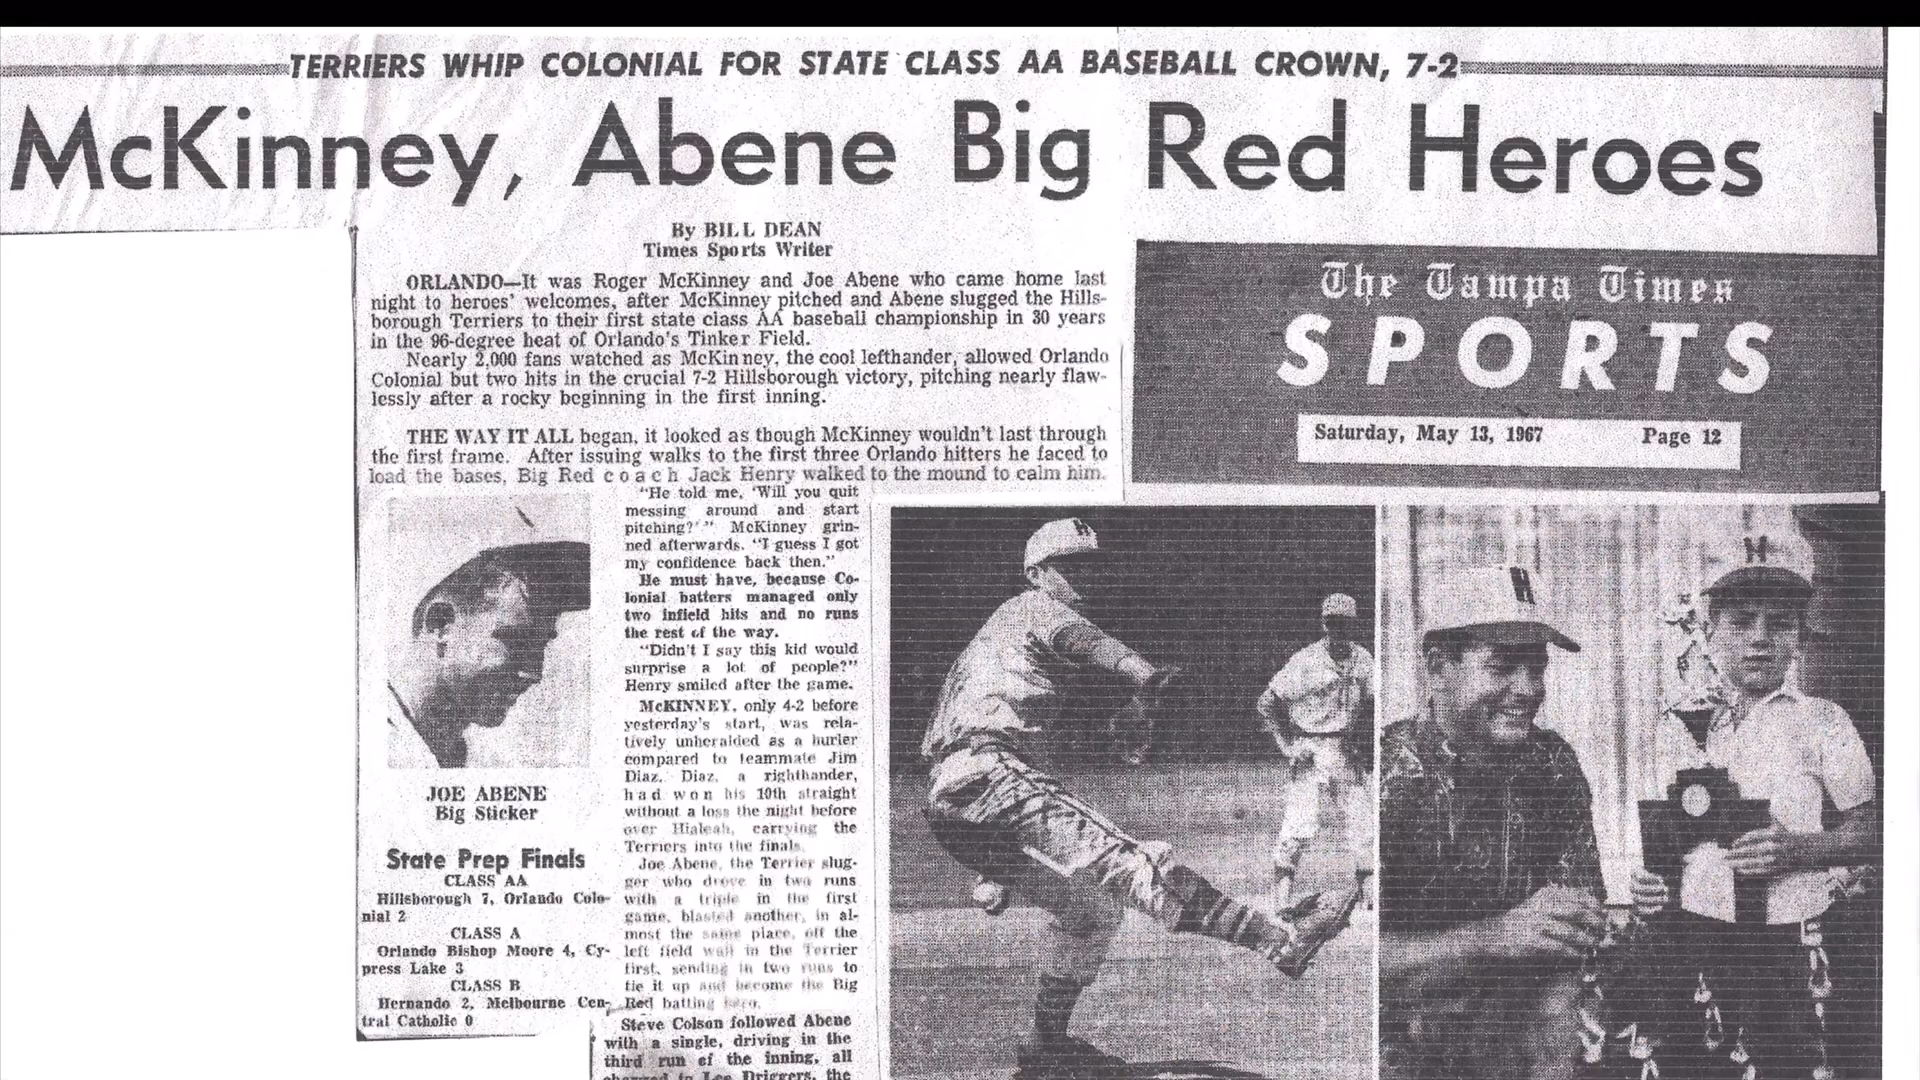 TERRIERS WHIP COLONIAL FOR STATE CLASS AA BASEBALL CROWN, 7-2
McKinney, Abene Big Red Heroes
By BILL DEAN
Times Sports Writer
ORLANDO—It was Roger McKinney and Joe Abene who came home last
night to heroes' welcomes, after McKinney pitched and Abene slugged the Hills-
borough Terriers to their first state class AA baseball championship in 30 years
in the 96-degree heat of Orlando's Tinker Field.
Nearly 2,000 fans watched as McKinney, the cool lefthander, allowed Orlando
Colonial but two hits in the crucial 7-2 Hillsborough victory, pitching nearly flaw-
lessly after a rocky beginning in the first inning.
THE WAY IT ALL began, it looked as though McKinney wouldn't last through
the first frame. After issuing walks to the first three Orlando hitters he faced to
load the bases, Big Red coach Jack Henry walked to the mound to calm him.
"He told me, 'Will you quit
messing around and start
pitching?'" McKinney grin-
ned afterwards. "I guess I got
my confidence back then."
He must have, because Co-
lonial batters managed only
two infield hits and no runs
the rest of the way.
"Didn't I say this kid would
surprise a lot of people?"
Henry smiled after the game.
McKINNEY, only 4-2 before
yesterday's start, was rela-
tively unheralded as a hurler
compared to teammate Jim
Diaz. Diaz, a righthander,
had won his 10th straight
without a loss the night before
over Hialeah, carrying the
Terriers into the finals.
Joe Abene, the Terrier slug-
ger who drove in two runs
with a triple in the first
game, blasted another, in al-
most the same place, off the
left field wall in the Terrier
first, sending in two runs to
tie it up and become the Big
Red batting hero.
Steve Colson followed Abene
with a single, driving in the
third run of the inning, all
charged to Lee Driggers, the
JOE ABENE
Big Sticker
State Prep Finals
CLASS AA
Hillsborough 7, Orlando Colo-
nial 2
CLASS A
Orlando Bishop Moore 4, Cy-
press Lake 3
CLASS B
Hernando 2, Melbourne Cen-
tral Catholic 0
The Tampa Times
SPORTS
Saturday, May 13, 1967 Page 12
H
H
H